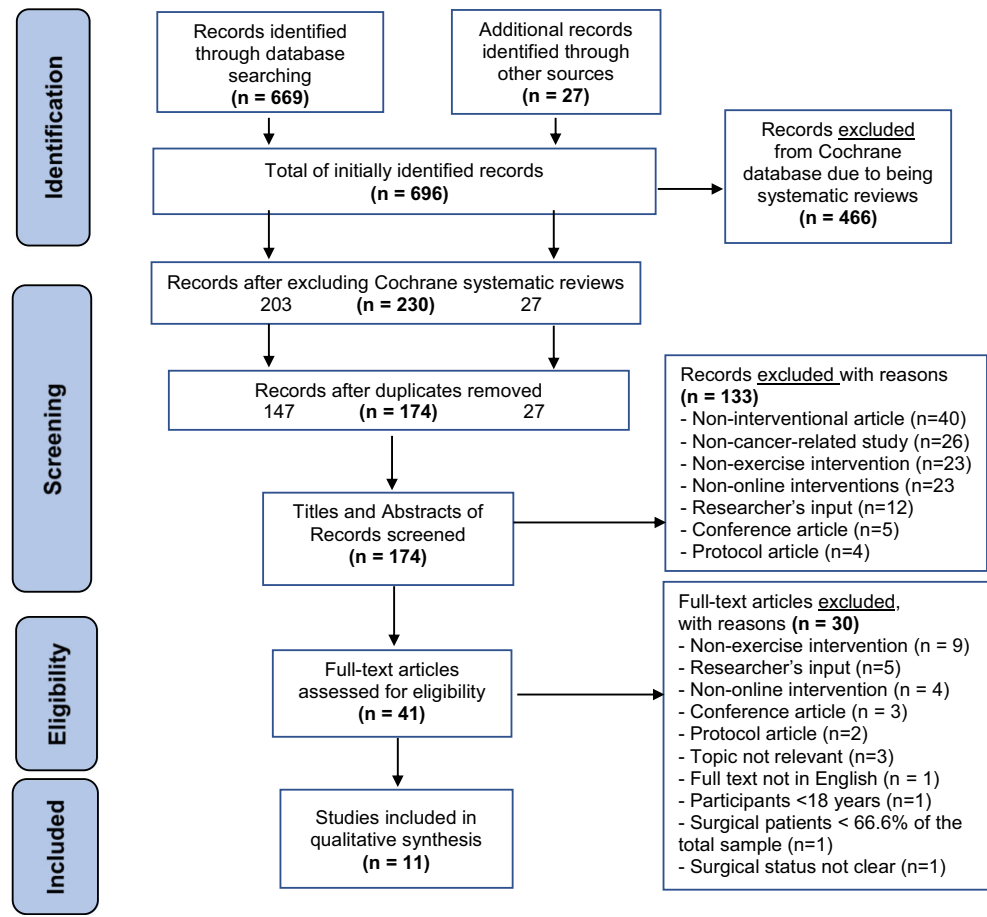 Identification
Records identified
through database
searching
(n = 669)
Additional records
identified through
other sources
(n = 27)
Total of initially identified records
(n = 696)
Records excluded
from Cochrane
database due to being
systematic reviews
(n = 466)
Screening
Records after excluding Cochrane systematic reviews
203 (n = 230) 27
Records after duplicates removed
147 (n = 174) 27
Titles and Abstracts of
Records screened
(n = 174)
Records excluded with reasons
(n = 133)
- Non-interventional article (n=40)
- Non-cancer-related study (n=26)
- Non-exercise intervention (n=23)
- Non-online interventions (n=23
- Researcher’s input (n=12)
- Conference article (n=5)
- Protocol article (n=4)
Eligibility
Full-text articles
assessed for eligibility
(n = 41)
Full-text articles excluded,
with reasons (n = 30)
- Non-exercise intervention (n = 9)
- Researcher’s input (n=5)
- Non-online intervention (n = 4)
- Conference article (n = 3)
- Protocol article (n=2)
- Topic not relevant (n=3)
- Full text not in English (n = 1)
- Participants <18 years (n=1)
- Surgical patients < 66.6% of the
total sample (n=1)
- Surgical status not clear (n=1)
Included
Studies included in
qualitative synthesis
(n = 11)